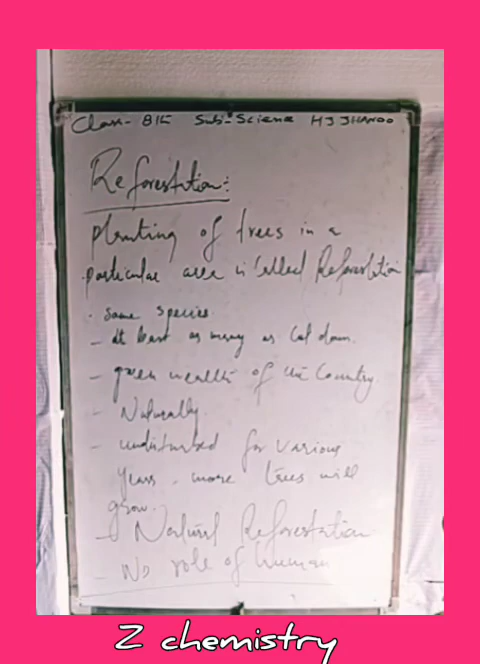 Class- 8th Sub- Science HJ JHANDO
Reforestation:
planting of trees in a
particular area is called Reforestation
. Same species
- at least as many as Cut down.
- green wealth of the Country.
- Naturally.
- undisturbed for various
years, more trees will
grow.
- Natural Reforestation
- No role of human
Z chemistry